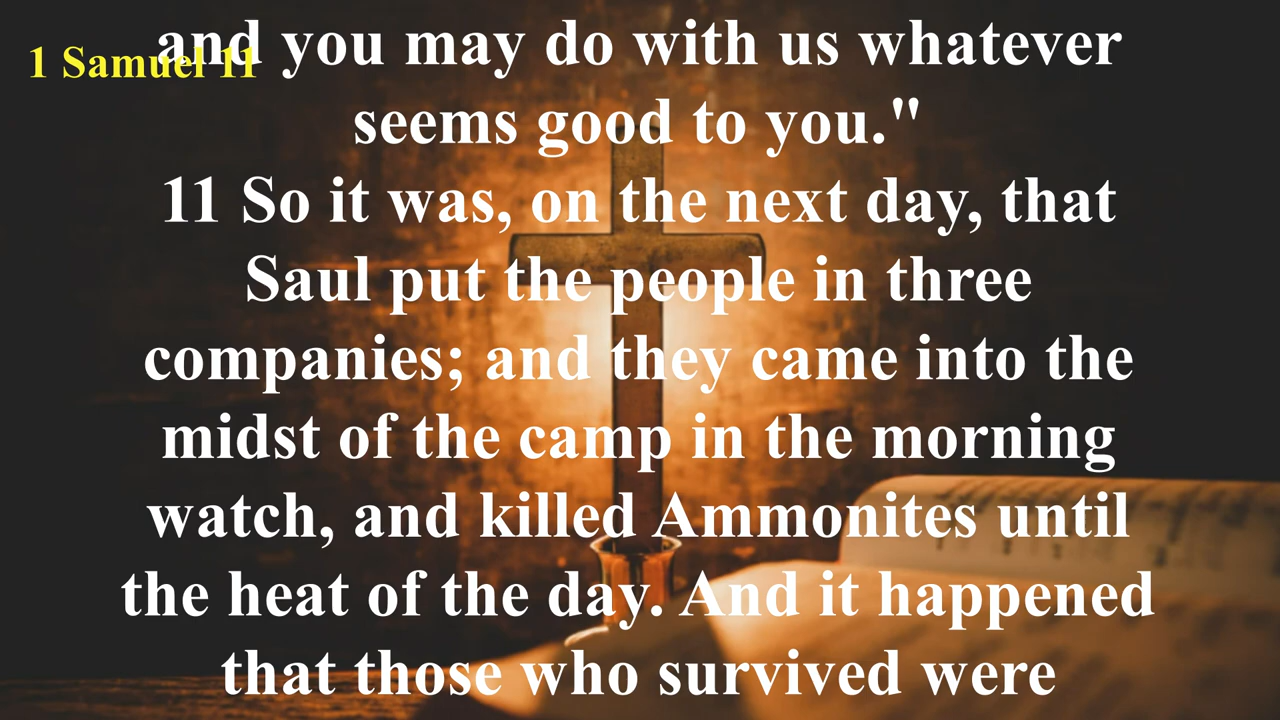 1 Samuel 11
and you may do with us whatever
seems good to you."
11 So it was, on the next day, that
Saul put the people in three
companies; and they came into the
midst of the camp in the morning
watch, and killed Ammonites until
the heat of the day. And it happened
that those who survived were